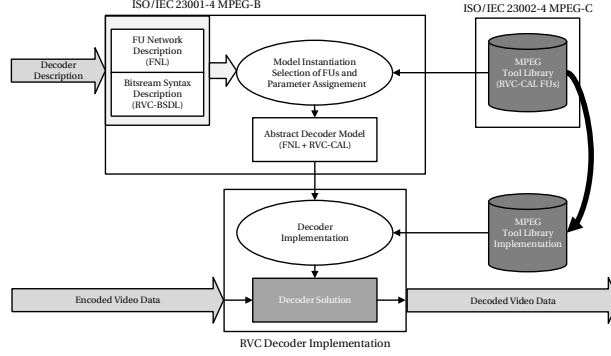 ISO/IEC 23001-4 MPEG-B
ISO/IEC 23002-4 MPEG-C
FU Network
Description
(FNL)
Decoder
Description
Bitsream Syntax
Description
(RVC-BSDL)
Model Instantiation
Selection of FUs and
Parameter Assignement
MPEG
Tool Library
(RVC-CAL FUs)
Abstract Decoder Model
(FNL + RVC-CAL)
Decoder
Implementation
MPEG
Tool Library
Implementation
Encoded Video Data
Decoder Solution
Decoded Video Data
RVC Decoder Implementation